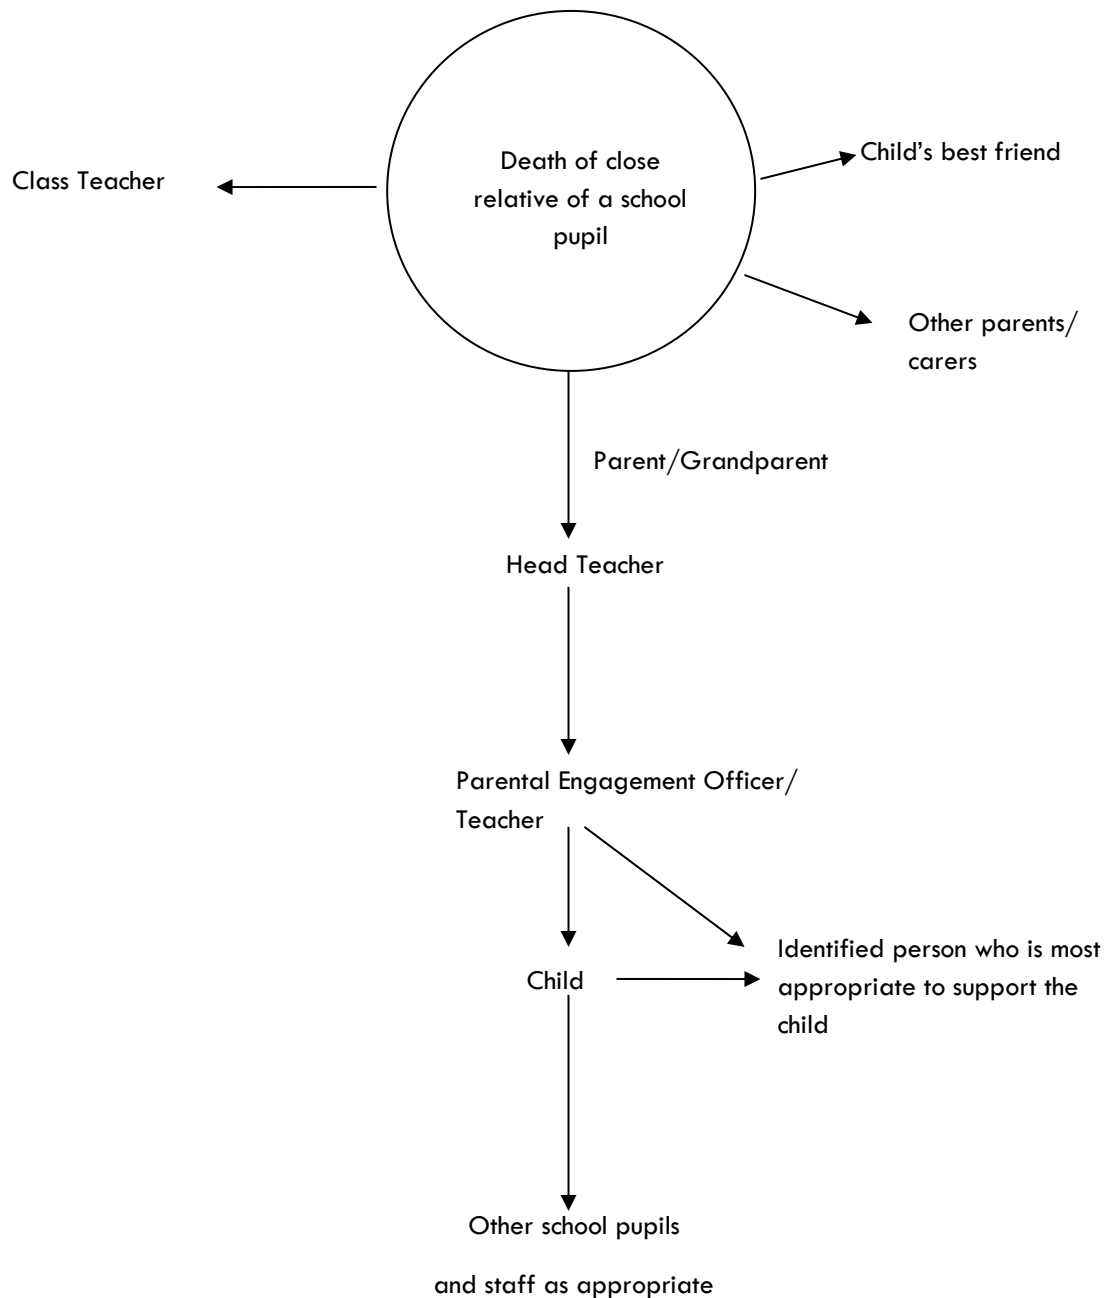 Death of close
relative of a school
pupil
Class Teacher
Child's best friend
Other parents/
carers
Parent/Grandparent
Head Teacher
Parental Engagement Officer/
Teacher
Child
Identified person who is most
appropriate to support the
child
Other school pupils
and staff as appropriate